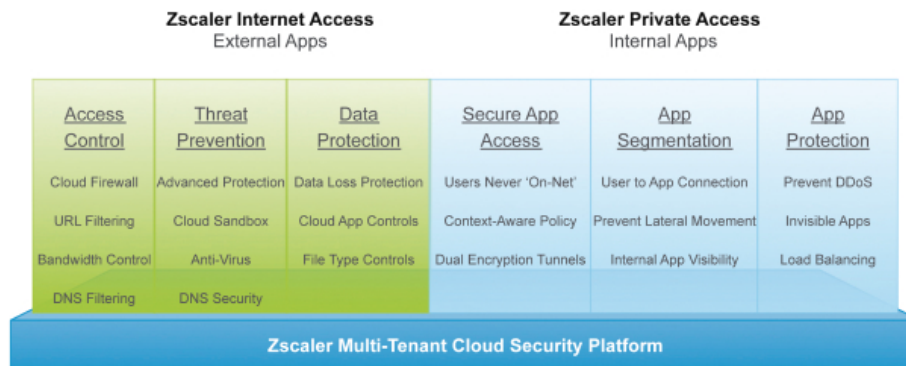 Zscaler Internet Access
External Apps
Zscaler Private Access
Internal Apps
Access
Control
Cloud Firewall
URL Filtering
Bandwidth Control
DNS Filtering
Threat
Prevention
Advanced Protection
Cloud Sandbox
Anti-Virus
DNS Security
Data
Protection
Data Loss Protection
Cloud App Controls
File Type Controls
Secure App
Access
Users Never ‘On-Net’
Context-Aware Policy
Dual Encryption Tunnels
App
Segmentation
User to App Connection
Prevent Lateral Movement
Internal App Visibility
App
Protection
Prevent DDoS
Invisible Apps
Load Balancing
Zscaler Multi-Tenant Cloud Security Platform